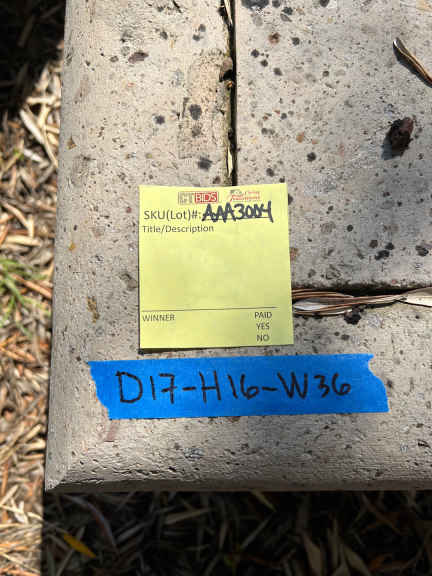 CTBIDS
SKU(Lot)#: AAA3004
Title/Description
WINNER
PAID
YES
NO
D17-H16-W36